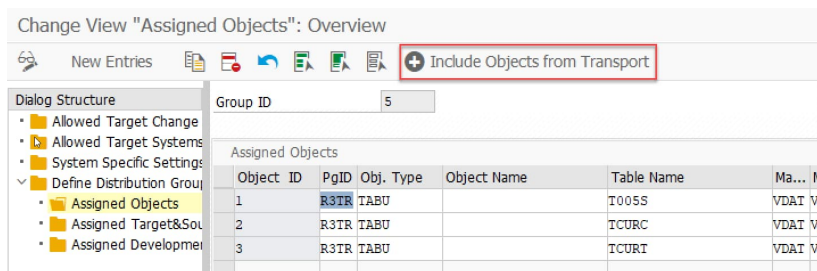 Change View "Assigned Objects": Overview
New Entries Include Objects from Transport
Dialog Structure
Allowed Target Change
Allowed Target Systems
System Specific Settings
Define Distribution Grou
Assigned Objects
Assigned Target&Sou
Assigned Developme
Group ID 5
Assigned Objects
Object ID PgID Obj. Type Object Name Table Name Ma...
1 R3TR TABU T005S VDAT V
2 R3TR TABU TCURC VDAT V
3 R3TR TABU TCURT VDAT V